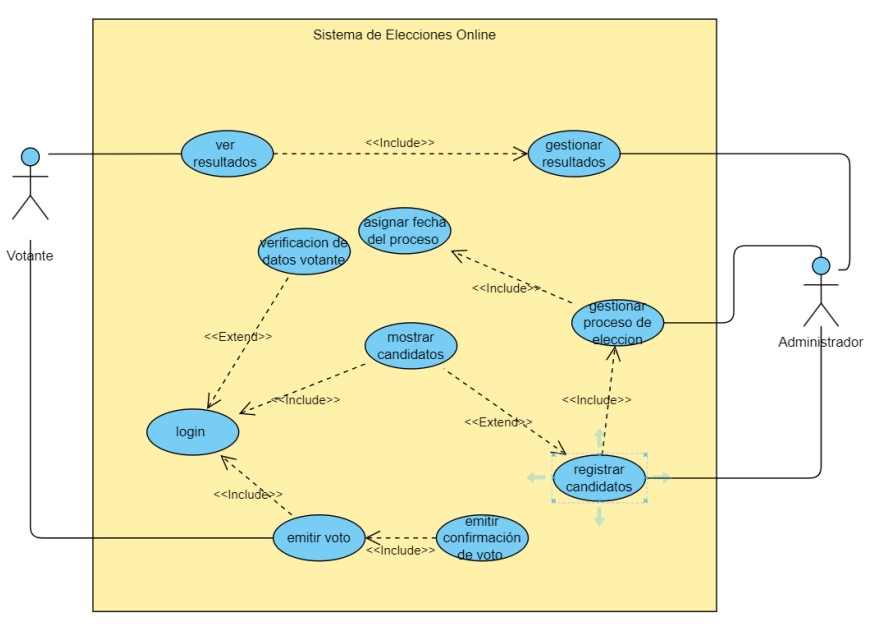 Sistema de Elecciones Online
ver
resultados
<<Include>>
gestionar
resultados
asignar fecha
del proceso
verificacion de
datos votante
Votante
<<Include>>
gestionar
proceso de
eleccion
Administrador
<<Extend>>
mostrar
candidatos
<<Include>>
<<Include>>
<<Extend>>
login
registrar
candidatos
<<Include>>
emitir voto
<<Include>>
emitir
confirmación
de voto